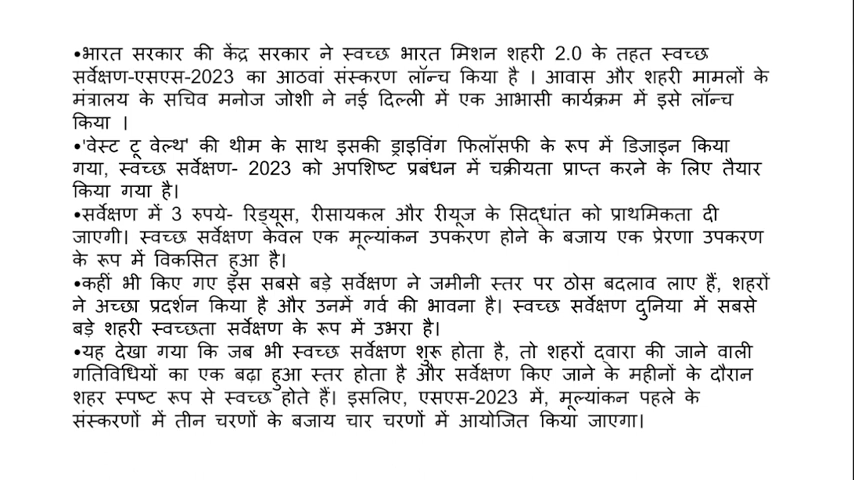 •भारत सरकार की केंद्र सरकार ने स्वच्छ भारत मिशन शहरी 2.0 के तहत स्वच्छ
सर्वेक्षण-एसएस-2023 का आठवां संस्करण लॉन्च किया है । आवास और शहरी मामलों के
मंत्रालय के सचिव मनोज जोशी ने नई दिल्ली में एक आभासी कार्यक्रम में इसे लॉन्च
किया ।
•'वेस्ट टू वेल्थ' की थीम के साथ इसकी ड्राइविंग फिलॉसफी के रूप में डिजाइन किया
गया, स्वच्छ सर्वेक्षण- 2023 को अपशिष्ट प्रबंधन में चक्रीयता प्राप्त करने के लिए तैयार
किया गया है।
•सर्वेक्षण में 3 रुपये- रिड्यूस, रीसायकल और रीयूज के सिद्धांत को प्राथमिकता दी
जाएगी। स्वच्छ सर्वेक्षण केवल एक मूल्यांकन उपकरण होने के बजाय एक प्रेरणा उपकरण
के रूप में विकसित हुआ है।
•कहीं भी किए गए इस सबसे बड़े सर्वेक्षण ने जमीनी स्तर पर ठोस बदलाव लाए हैं, शहरों
ने अच्छा प्रदर्शन किया है और उनमें गर्व की भावना है। स्वच्छ सर्वेक्षण दुनिया में सबसे
बड़े शहरी स्वच्छता सर्वेक्षण के रूप में उभरा है।
•यह देखा गया कि जब भी स्वच्छ सर्वेक्षण शुरू होता है, तो शहरों द्वारा की जाने वाली
गतिविधियों का एक बढ़ा हुआ स्तर होता है और सर्वेक्षण किए जाने के महीनों के दौरान
शहर स्पष्ट रूप से स्वच्छ होते हैं। इसलिए, एसएस-2023 में, मूल्यांकन पहले के
संस्करणों में तीन चरणों के बजाय चार चरणों में आयोजित किया जाएगा।